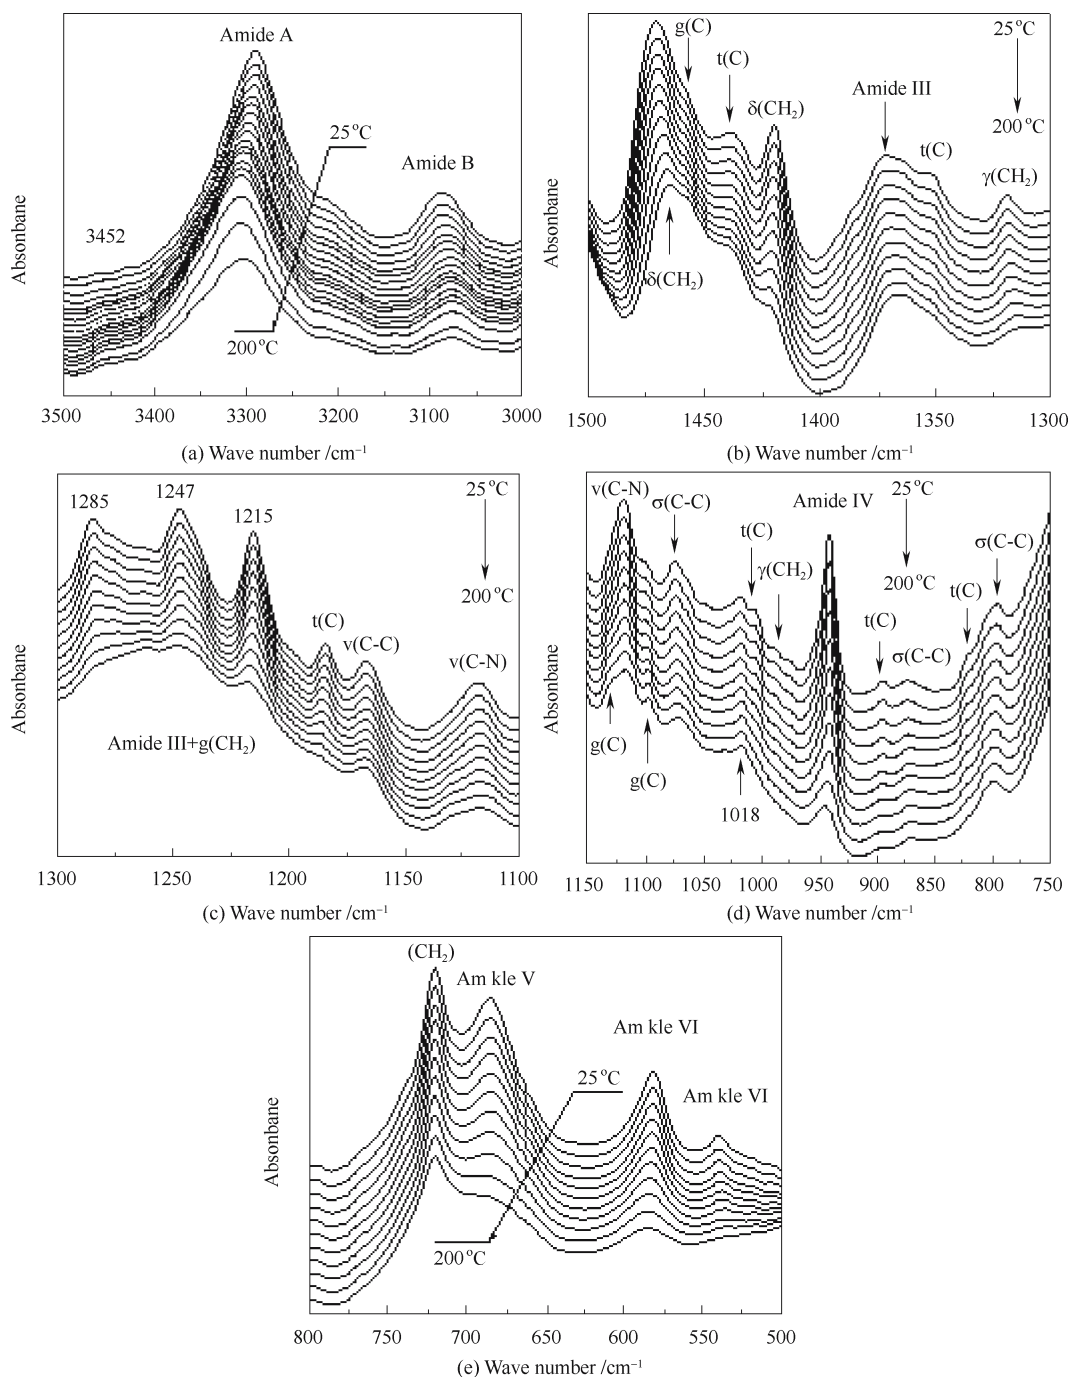 Amide A
25°C
Amide B
3452
200°C
Absonbane
3500 3400 3300 3200 3100 3000
(a) Wave number /cm⁻¹
g(C)
t(C)
δ(CH₂)
Amide III
t(C)
γ(CH₂)
25°C
200°C
δ(CH₂)
Absonbane
1500 1450 1400 1350 1300
(b) Wave number /cm⁻¹
1285
1247
1215
25°C
200°C
t(C)
v(C-C)
v(C-N)
Amide III+g(CH₂)
Absonbane
1300 1250 1200 1150 1100
(c) Wave number /cm⁻¹
v(C-N)
σ(C-C)
t(C)
γ(CH₂)
Amide IV
25°C
200°C
t(C)
σ(C-C)
t(C)
σ(C-C)
g(C)
g(C)
1018
Absonbane
1150 1100 1050 1000 950 900 850 800 750
(d) Wave number /cm⁻¹
(CH₂)
Am kle V
Am kle VI
25°C
Am kle VI
200°C
Absonbane
800 750 700 650 600 550 500
(e) Wave number /cm⁻¹